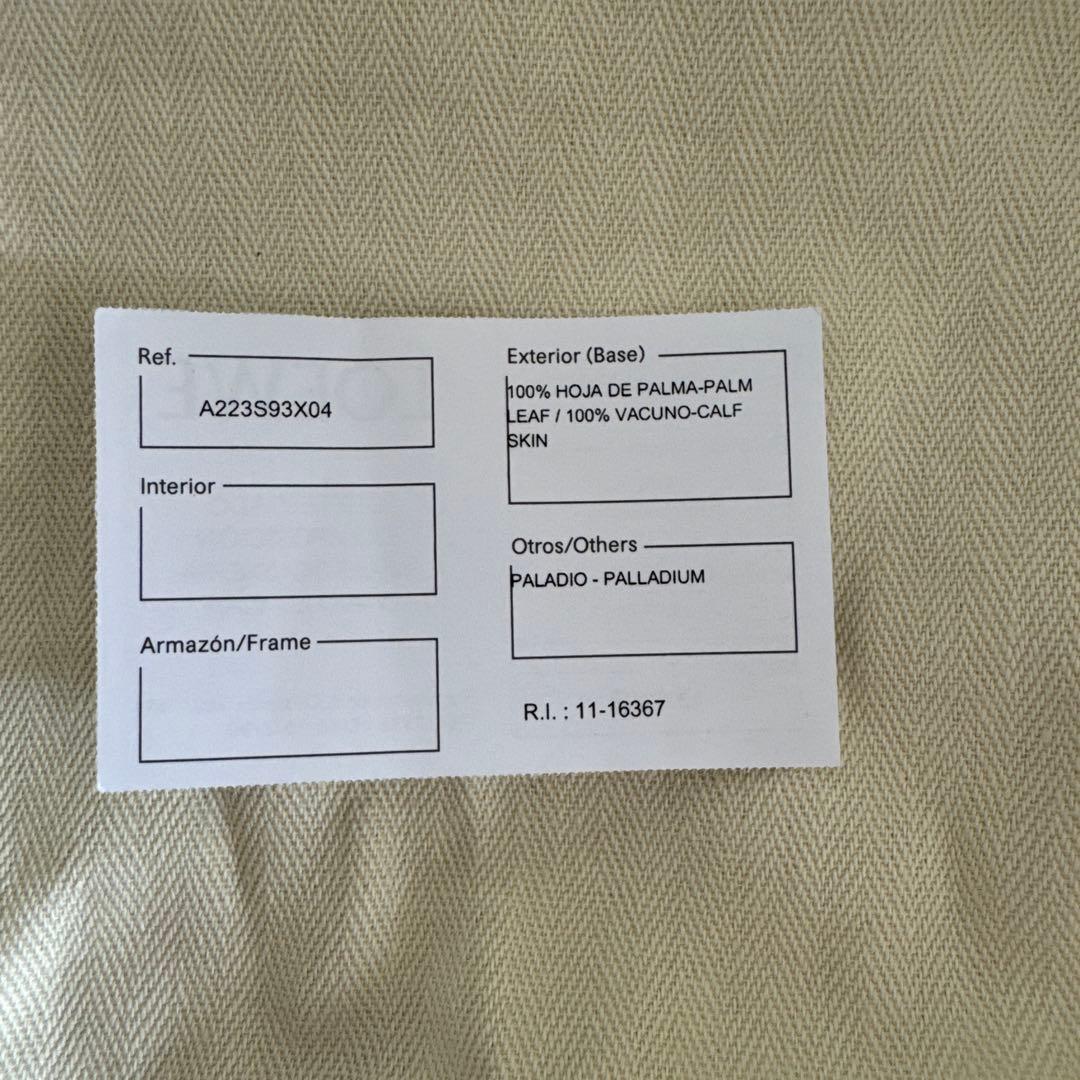 Ref.
A223S93X04
Interior
Armazón/Frame
Exterior (Base)
100% HOJA DE PALMA-PALM
LEAF / 100% VACUNO-CALF
SKIN
Otros/Others
PALADIO - PALLADIUM
R.I. : 11-16367